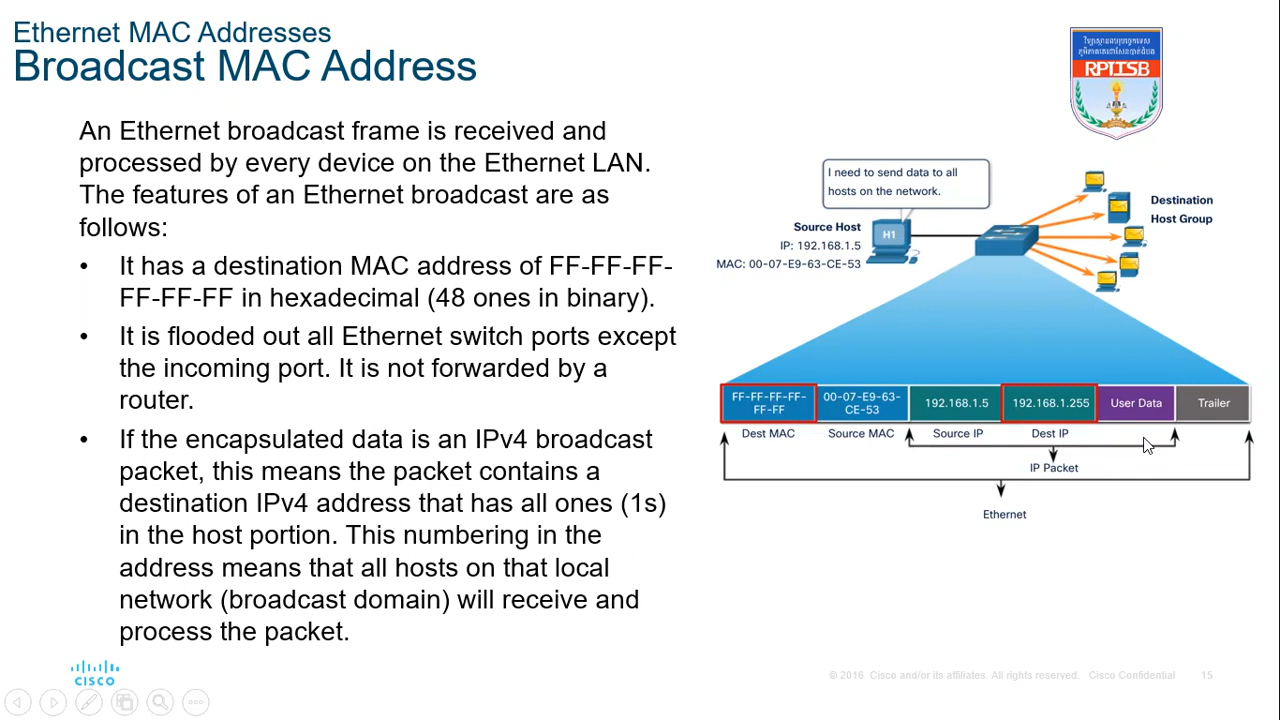 Ethernet MAC Addresses
Broadcast MAC Address
An Ethernet broadcast frame is received and
processed by every device on the Ethernet LAN.
The features of an Ethernet broadcast are as
follows:
• It has a destination MAC address of FF-FF-FF-
FF-FF-FF in hexadecimal (48 ones in binary).
• It is flooded out all Ethernet switch ports except
the incoming port. It is not forwarded by a
router.
• If the encapsulated data is an IPv4 broadcast
packet, this means the packet contains a
destination IPv4 address that has all ones (1s)
in the host portion. This numbering in the
address means that all hosts on that local
network (broadcast domain) will receive and
process the packet.
RPITSB
I need to send data to all
hosts on the network.
Source Host
IP: 192.168.1.5
MAC: 00-07-E9-63-CE-53
H1
Destination
Host Group
FF-FF-FF-FF-
FF-FF
00-07-E9-63-
CE-53
192.168.1.5
192.168.1.255
User Data
Trailer
Dest MAC
Source MAC
Source IP
Dest IP
IP Packet
Ethernet
CISCO
© 2016 Cisco and/or its affiliates. All rights reserved. Cisco Confidential
15